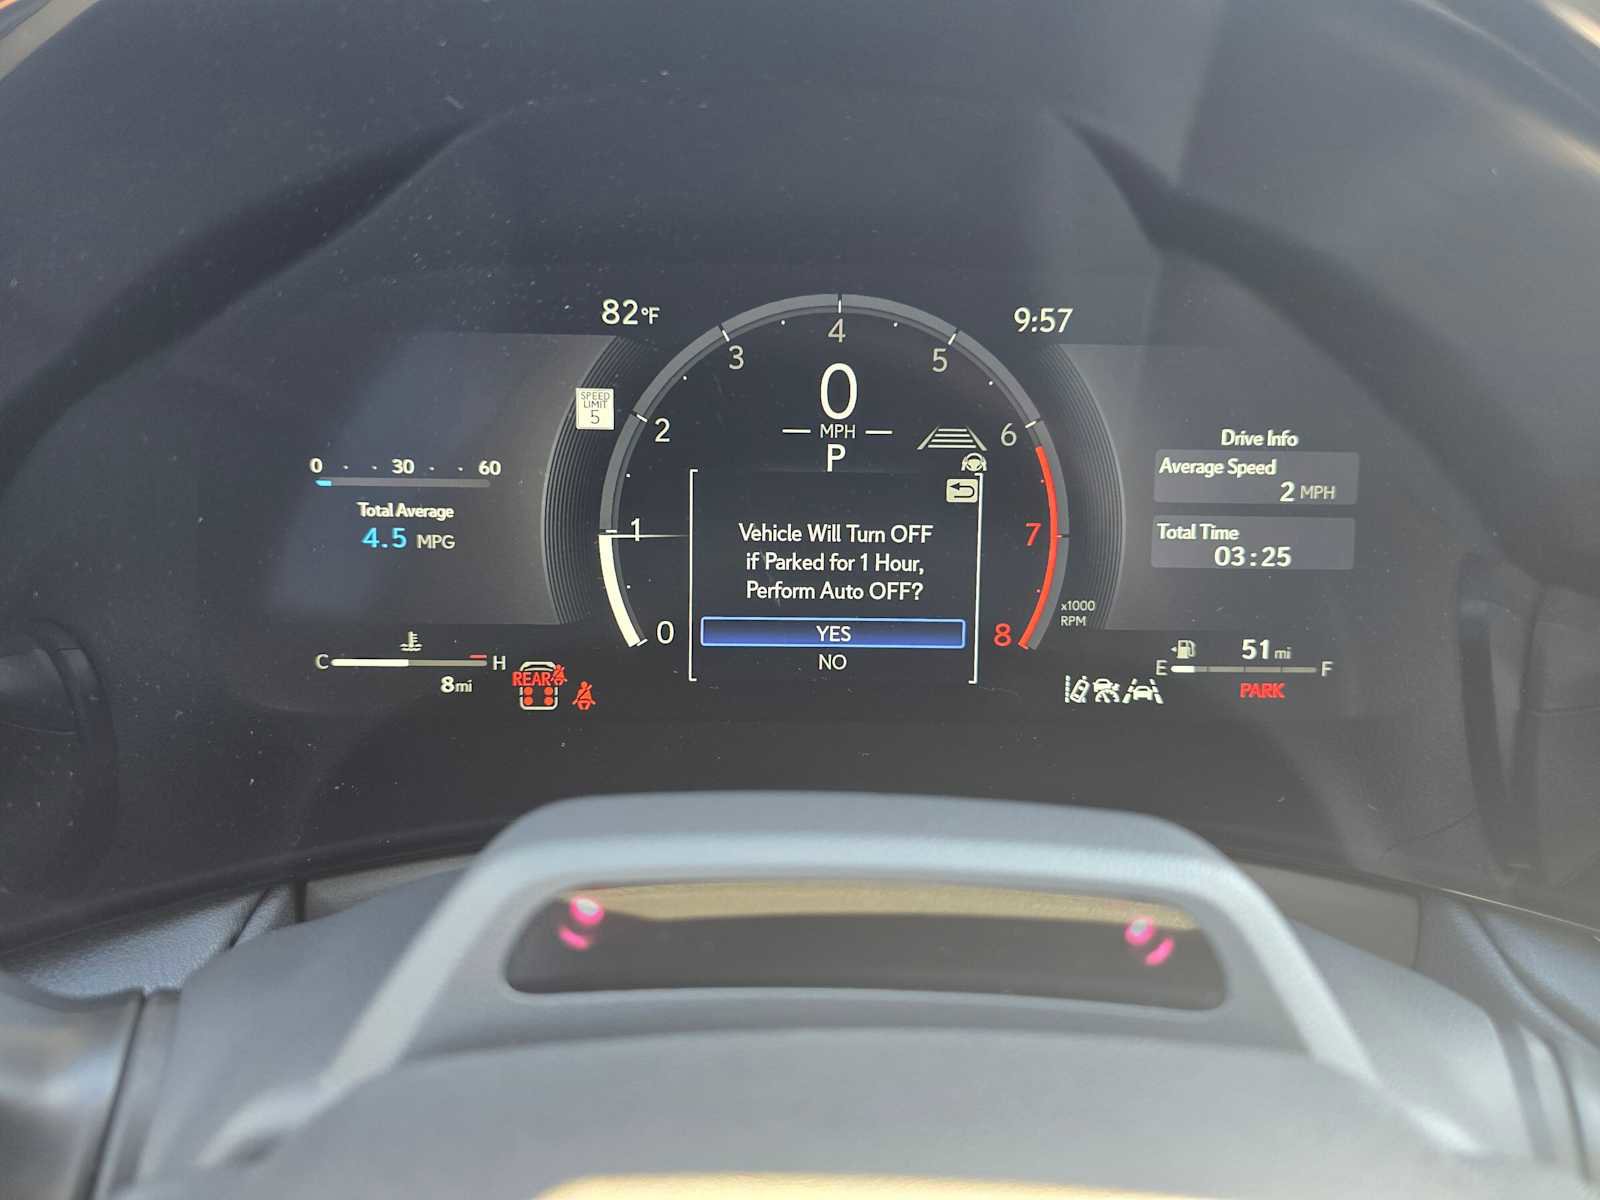 82°F
9:57
4
3
5
SPEED
LIMIT
5
0
MPH
P
2
6
0 30 60
Total Average
4.5 MPG
1
7
0
8
x1000
RPM
Vehicle Will Turn OFF
if Parked for 1 Hour,
Perform Auto OFF?
YES
NO
Drive Info
Average Speed
2 MPH
Total Time
03:25
C H
8 mi
REAR
51 mi
E F
PARK